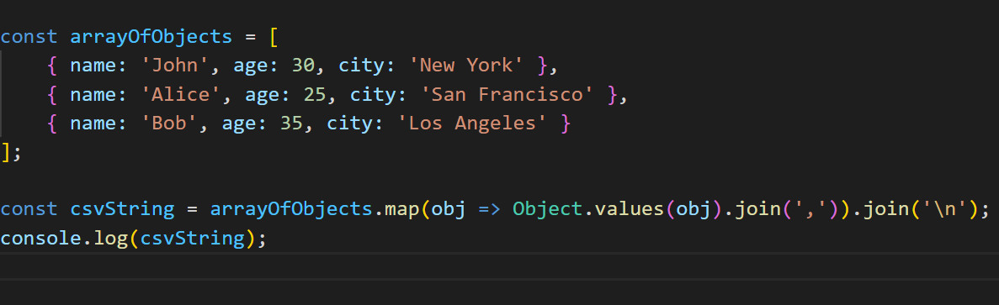 const arrayOfObjects = [
    { name: 'John', age: 30, city: 'New York' },
    { name: 'Alice', age: 25, city: 'San Francisco' },
    { name: 'Bob', age: 35, city: 'Los Angeles' }
];
const csvString = arrayOfObjects.map(obj => Object.values(obj).join(',')).join('\n');
console.log(csvString);